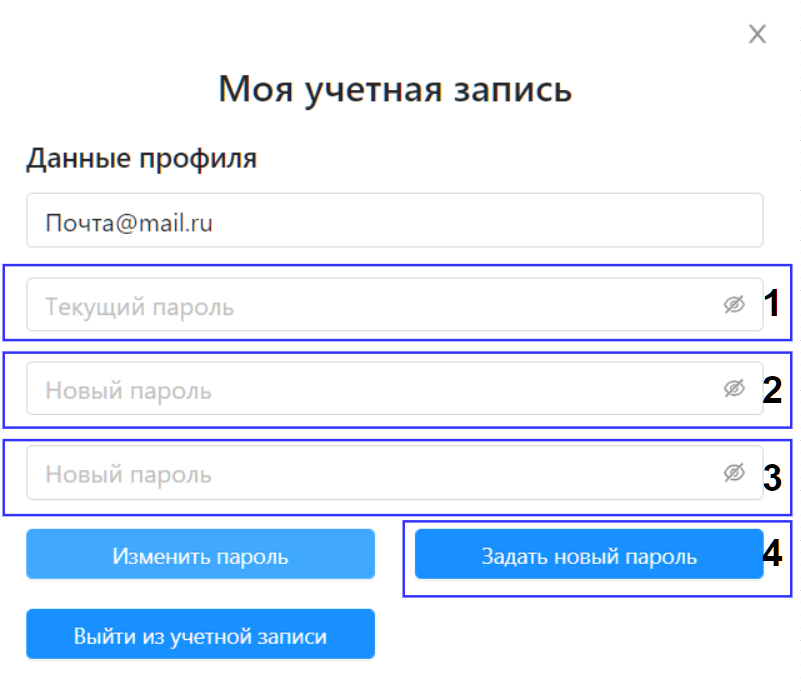 Моя учетная запись
Данные профиля
Почта@mail.ru
Текущий пароль 1
Новый пароль 2
Новый пароль 3
Изменить пароль Задать новый пароль 4
Выйти из учетной записи